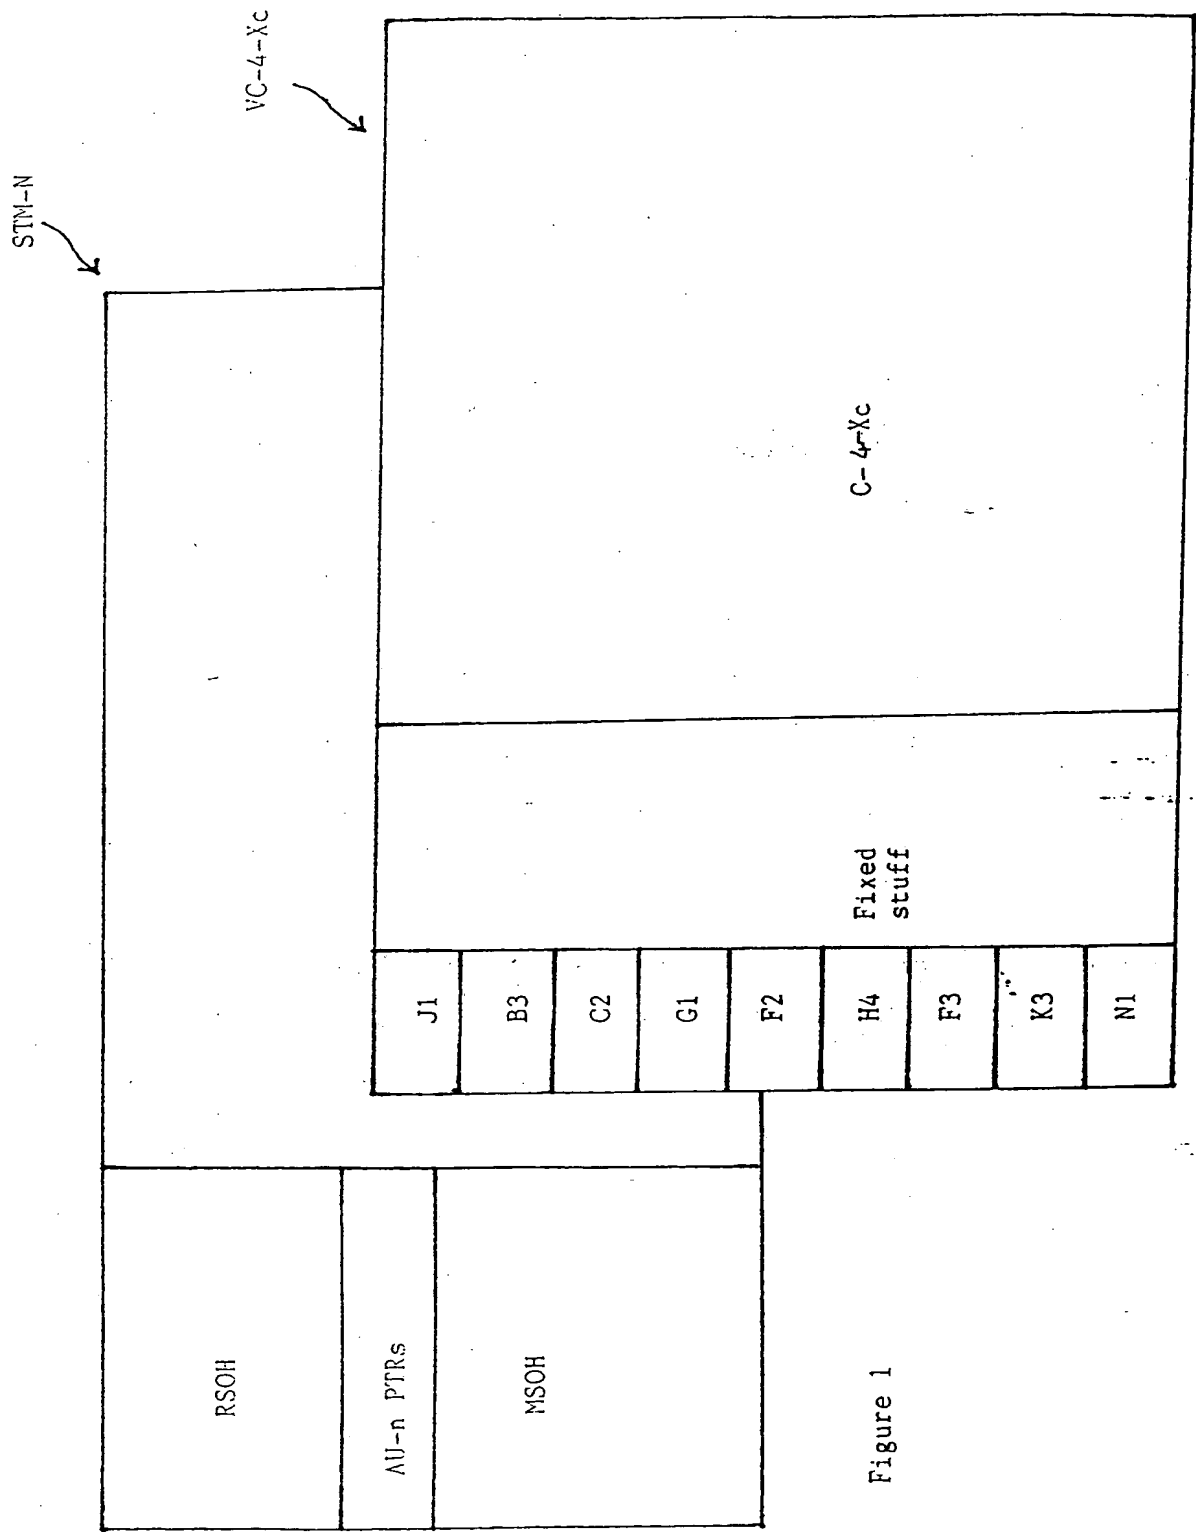 STM-N
VC-4-Xc
RSOH
AU-n PTRs
MSOH
J1
B3
C2
G1
F2
H4
F3
K3
N1
Fixed
stuff
C-4-Xc
Figure 1